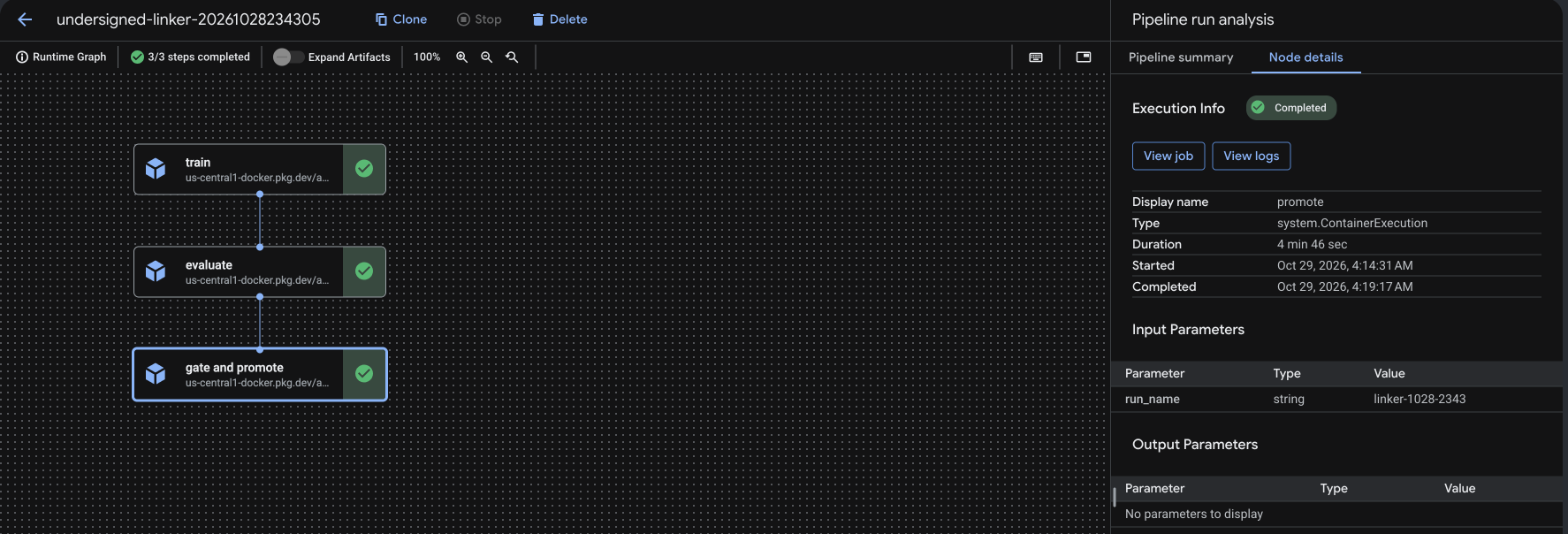 undersigned-linker-20261028234305
Clone
Stop
Delete
Runtime Graph
3/3 steps completed
Expand Artifacts
100%
train
us-central1-docker.pkg.dev/a...
evaluate
us-central1-docker.pkg.dev/a...
gate and promote
us-central1-docker.pkg.dev/a...
Pipeline run analysis
Pipeline summary
Node details
Execution Info
Completed
View job
View logs
Display name promote
Type system.ContainerExecution
Duration 4 min 46 sec
Started Oct 29, 2026, 4:14:31 AM
Completed Oct 29, 2026, 4:19:17 AM
Input Parameters
Parameter Type Value
run_name string linker-1028-2343
Output Parameters
Parameter Type Value
No parameters to display